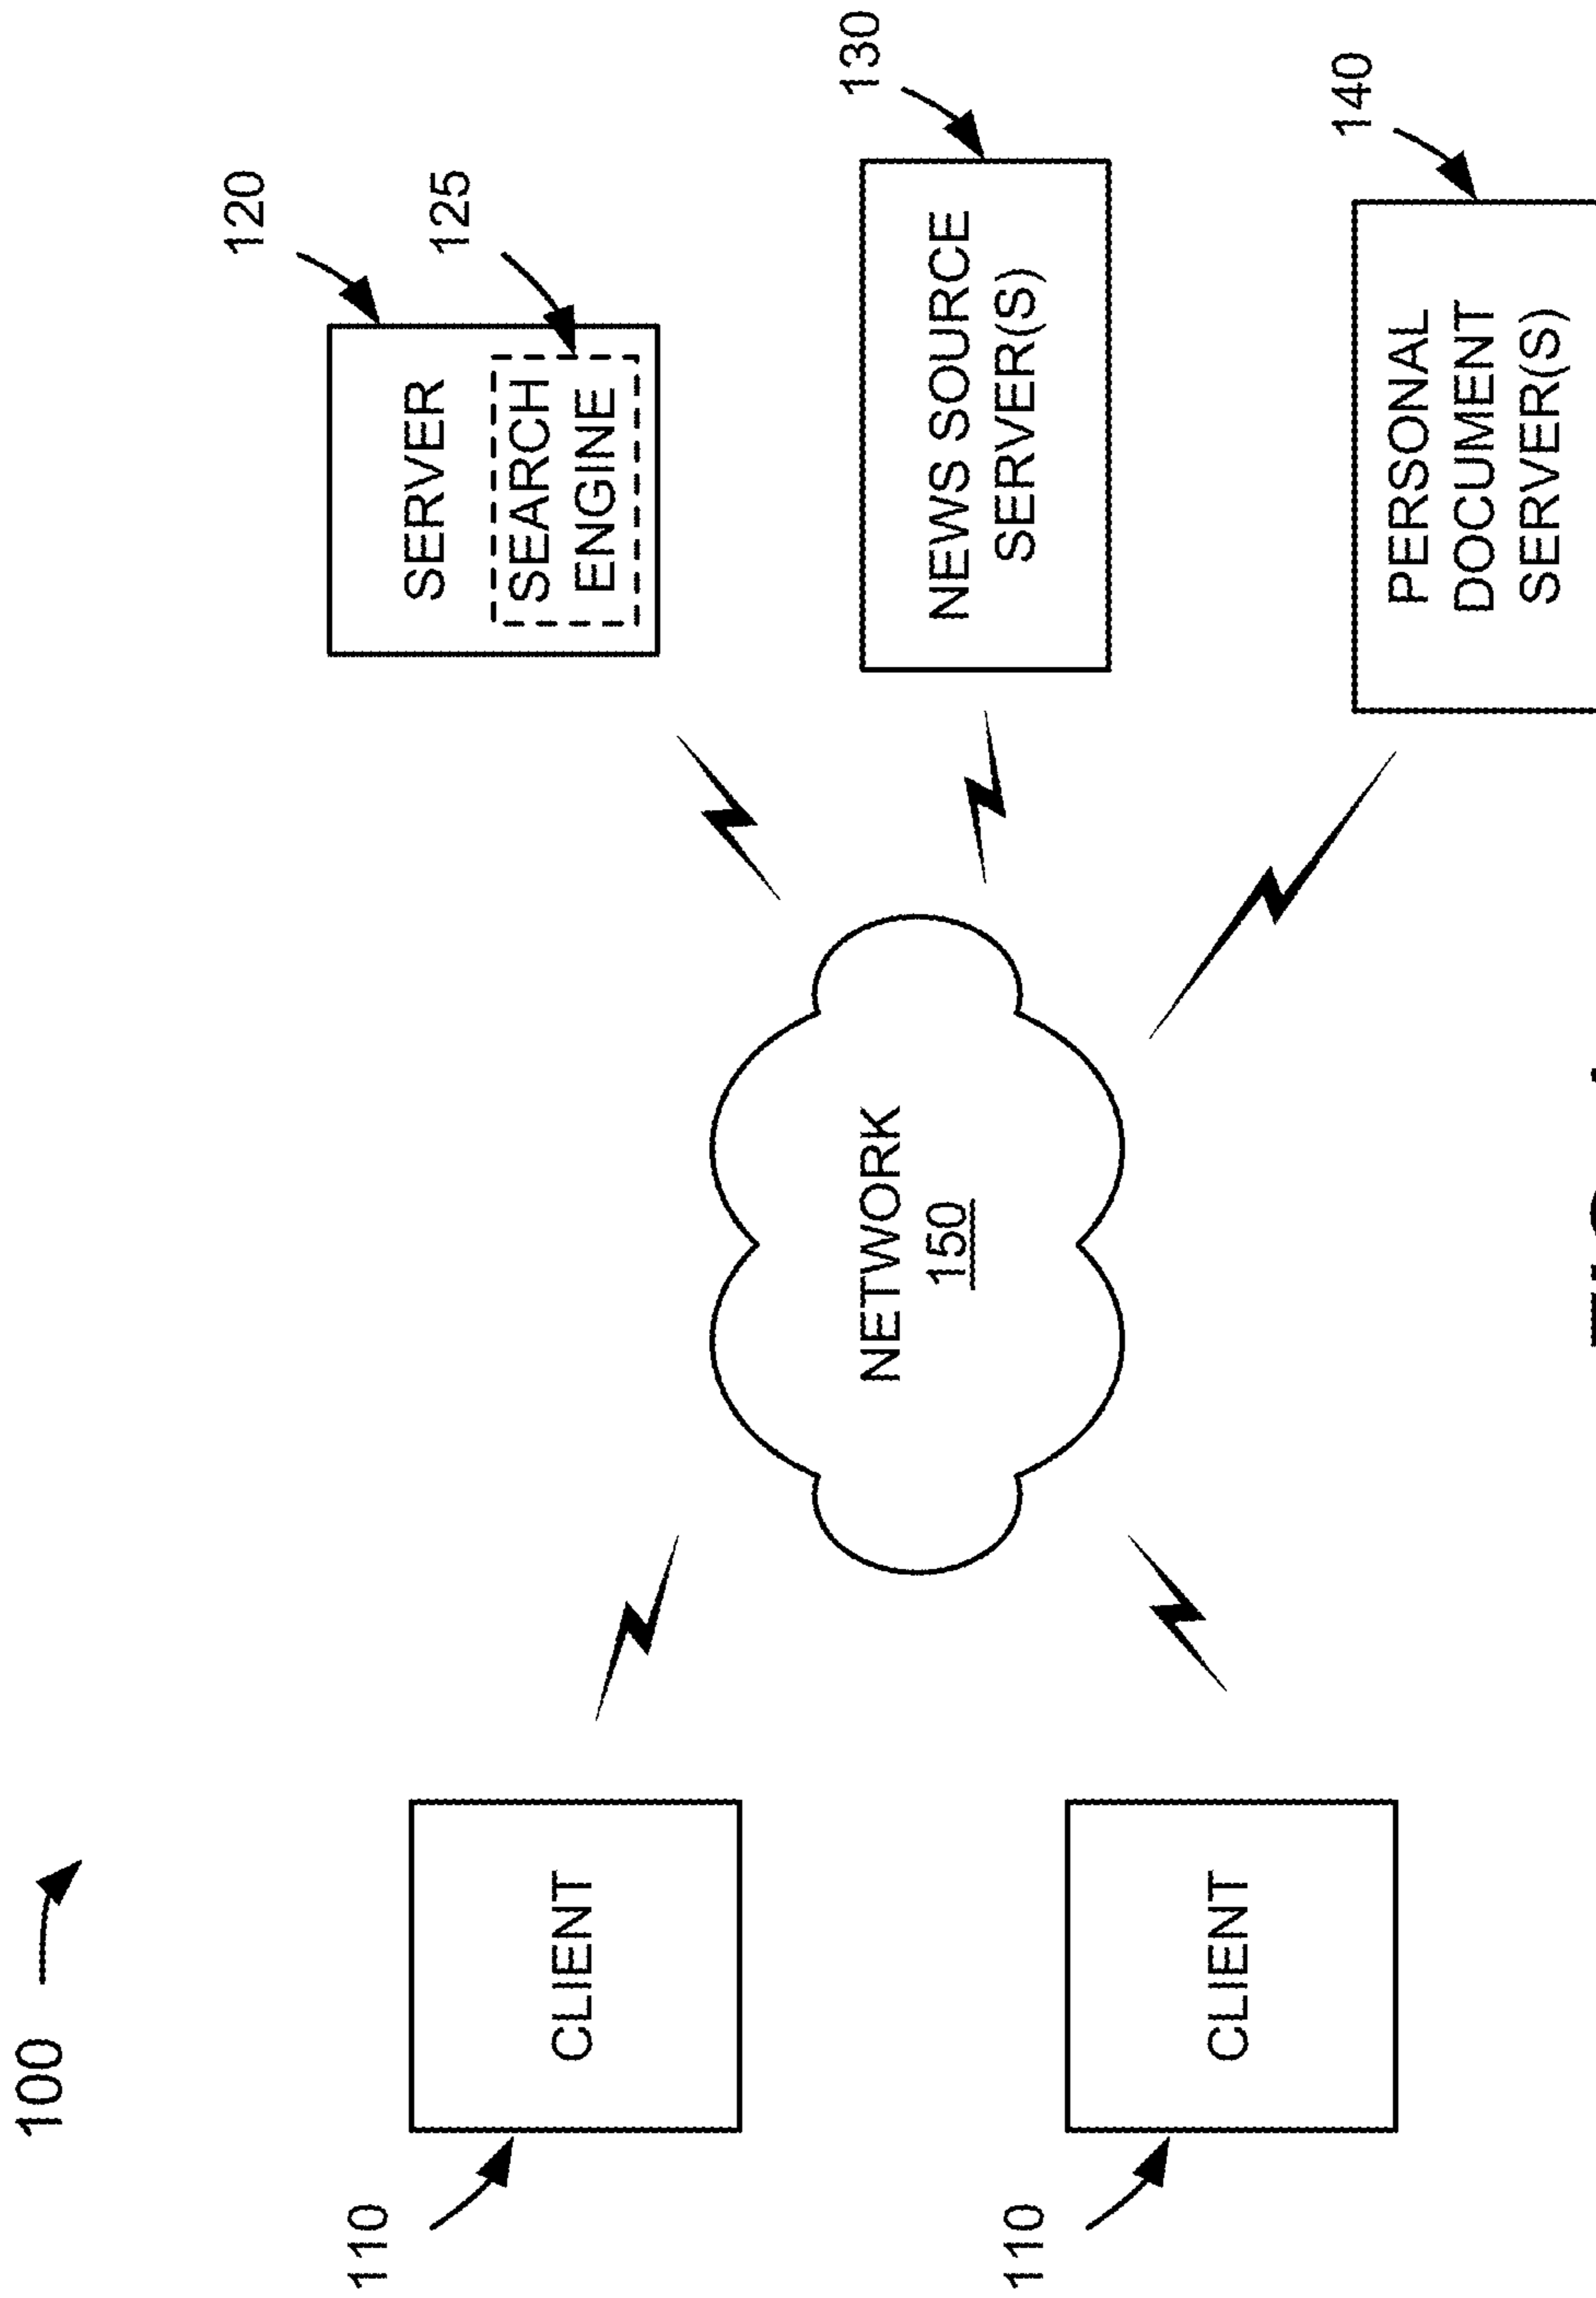 100
110
CLIENT
110
CLIENT
NETWORK
150
120
SERVER
125
SEARCH
ENGINE
130
NEWS SOURCE
SERVER(S)
140
PERSONAL
DOCUMENT
SERVER(S)